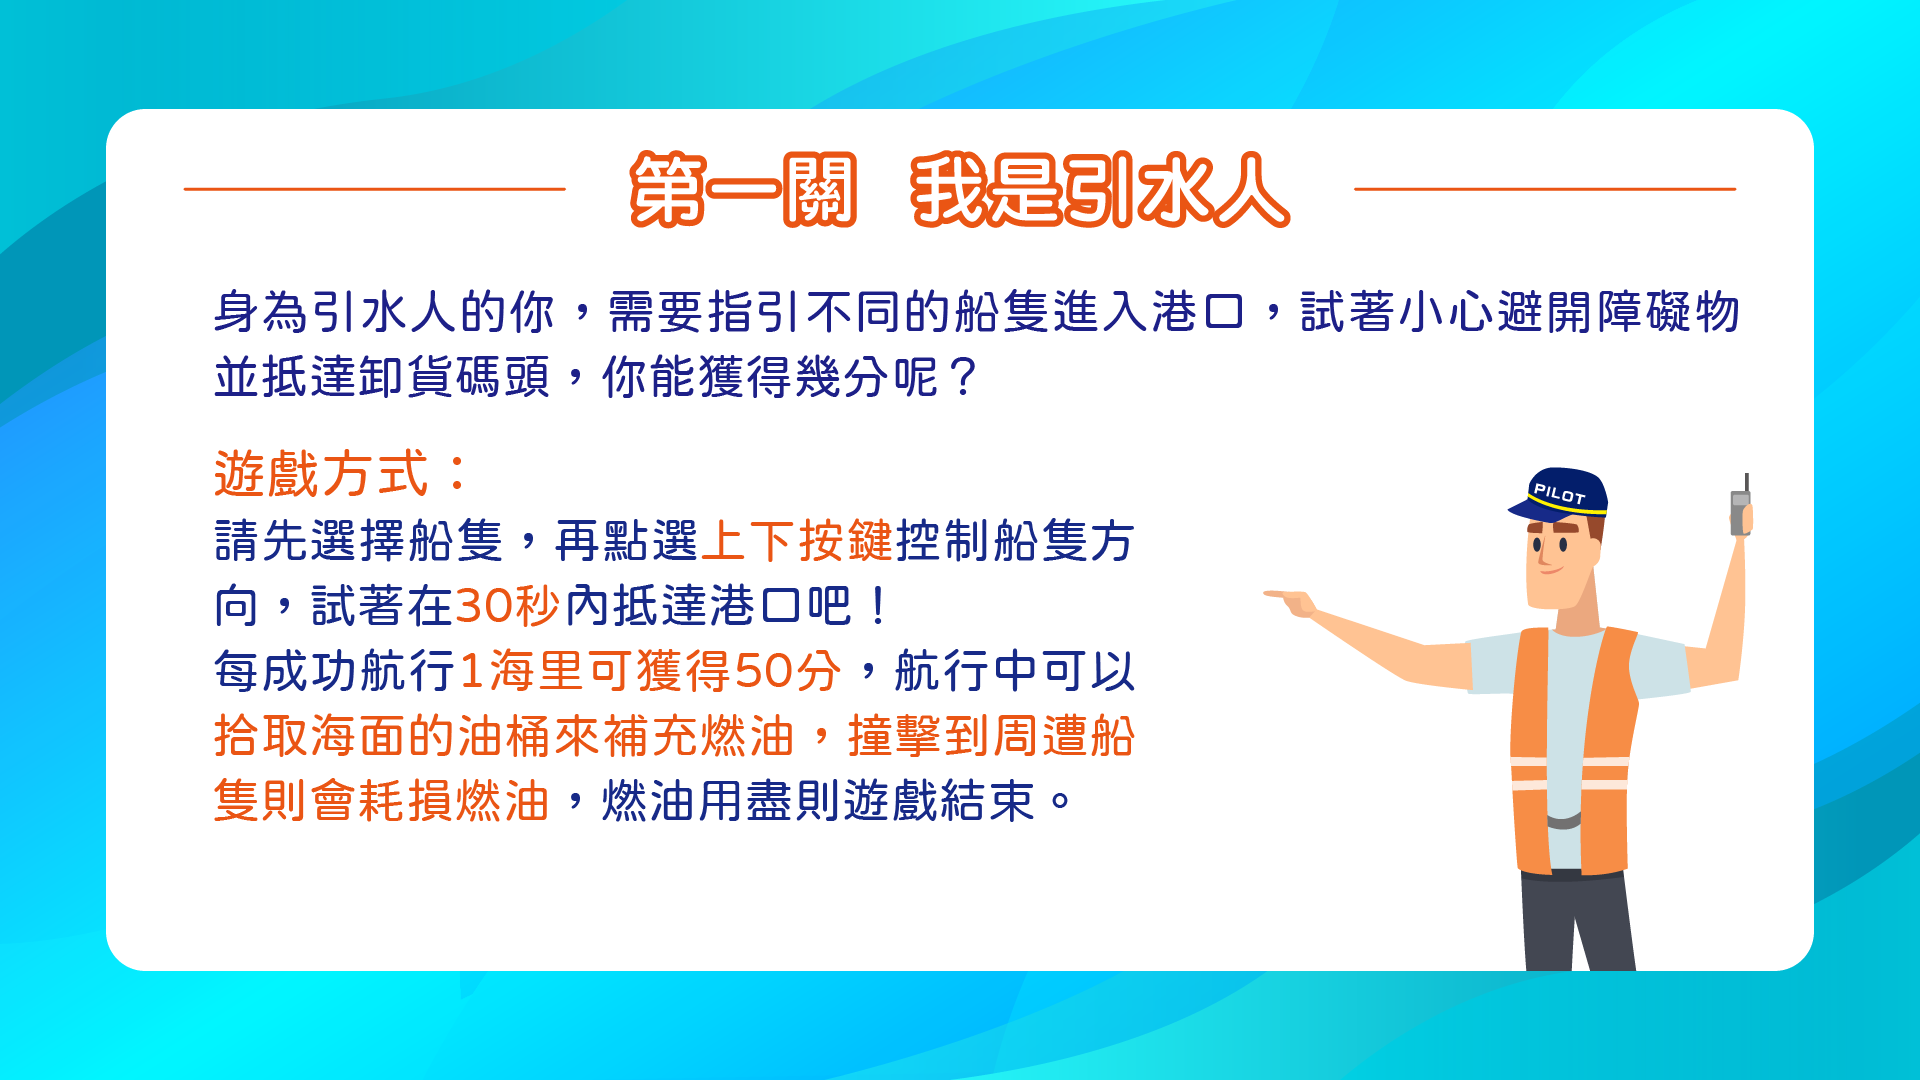 第一關 我是引水人
身為引水人的你，需要指引不同的船隻進入港口，試著小心避開障礙物
並抵達卸貨碼頭，你能獲得幾分呢？
遊戲方式：
請先選擇船隻，再點選上下按鍵控制船隻方
向，試著在30秒內抵達港口吧！
每成功航行1海里可獲得50分，航行中可以
拾取海面的油桶來補充燃油，撞擊到周遭船
隻則會耗損燃油，燃油用盡則遊戲結束。
PILOT